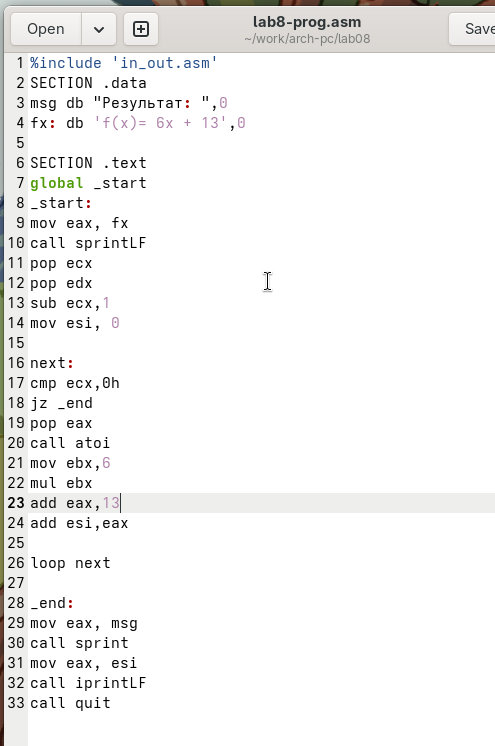 Open
lab8-prog.asm
~/work/arch-pc/lab08
Save
1 %include 'in_out.asm'
2 SECTION .data
3 msg db "Результат: ",0
4 fx: db 'f(x)= 6x + 13',0
5
6 SECTION .text
7 global _start
8 _start:
9 mov eax, fx
10 call sprintLF
11 pop ecx
12 pop edx
13 sub ecx,1
14 mov esi, 0
15
16 next:
17 cmp ecx,0h
18 jz _end
19 pop eax
20 call atoi
21 mov ebx,6
22 mul ebx
23 add eax,13
24 add esi,eax
25
26 loop next
27
28 _end:
29 mov eax, msg
30 call sprint
31 mov eax, esi
32 call iprintLF
33 call quit